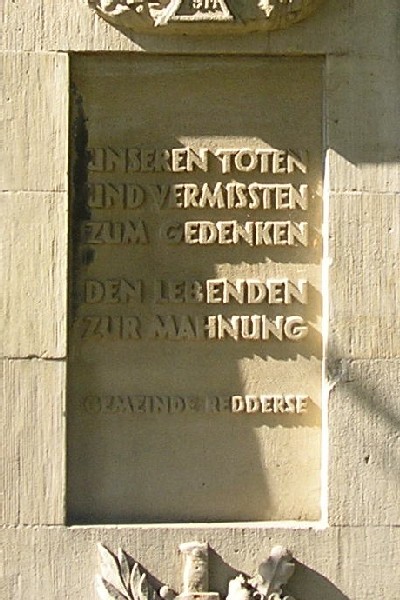 UNSEREN TOTEN
UND VERMISSTEN
ZUM GEDENKEN
DEN LEBENDEN
ZUR MAHNUNG
GEMEINDE REDDERSE